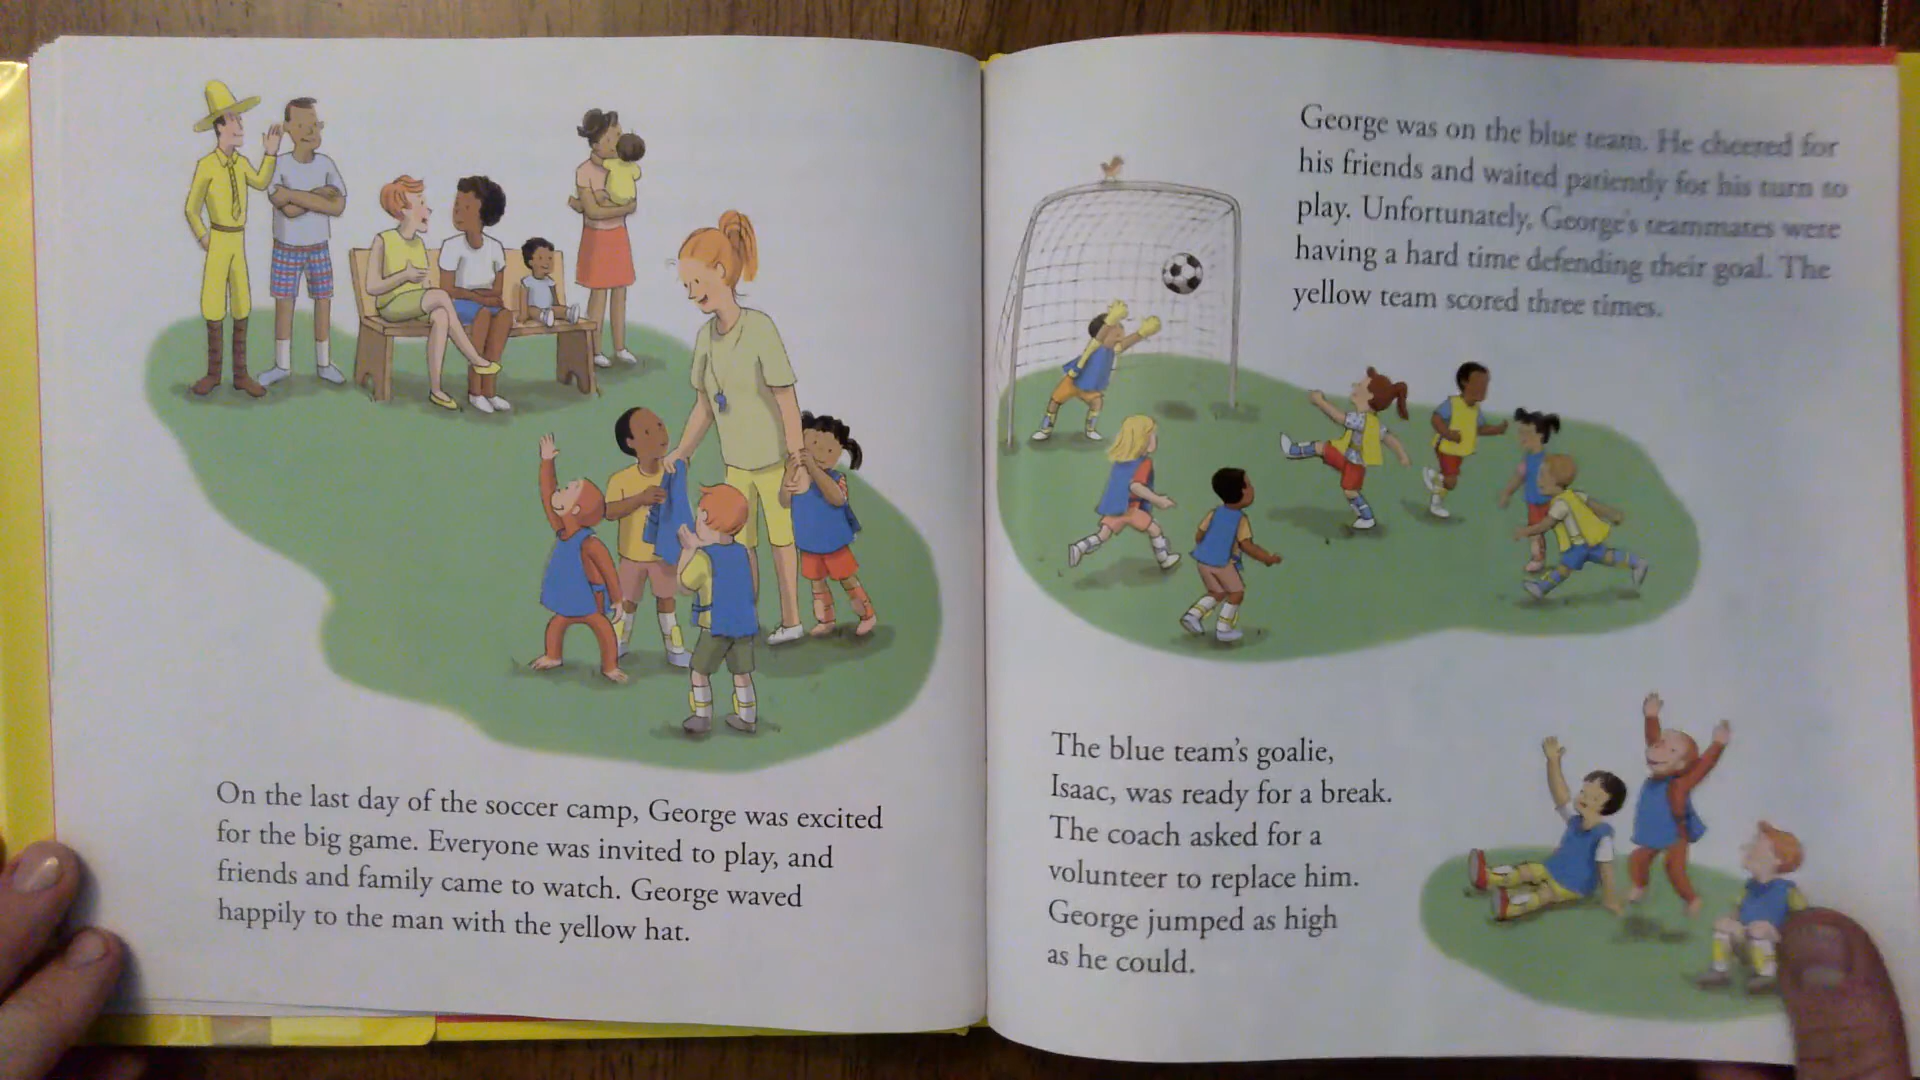 On the last day of the soccer camp, George was excited
for the big game. Everyone was invited to play, and
friends and family came to watch. George waved
happily to the man with the yellow hat.
George was on the blue team. He cheered for
his friends and waited patiently for his turn to
play. Unfortunately, George's teammates were
having a hard time defending their goal. The
yellow team scored three times.
The blue team's goalie,
Isaac, was ready for a break.
The coach asked for a
volunteer to replace him.
George jumped as high
as he could.